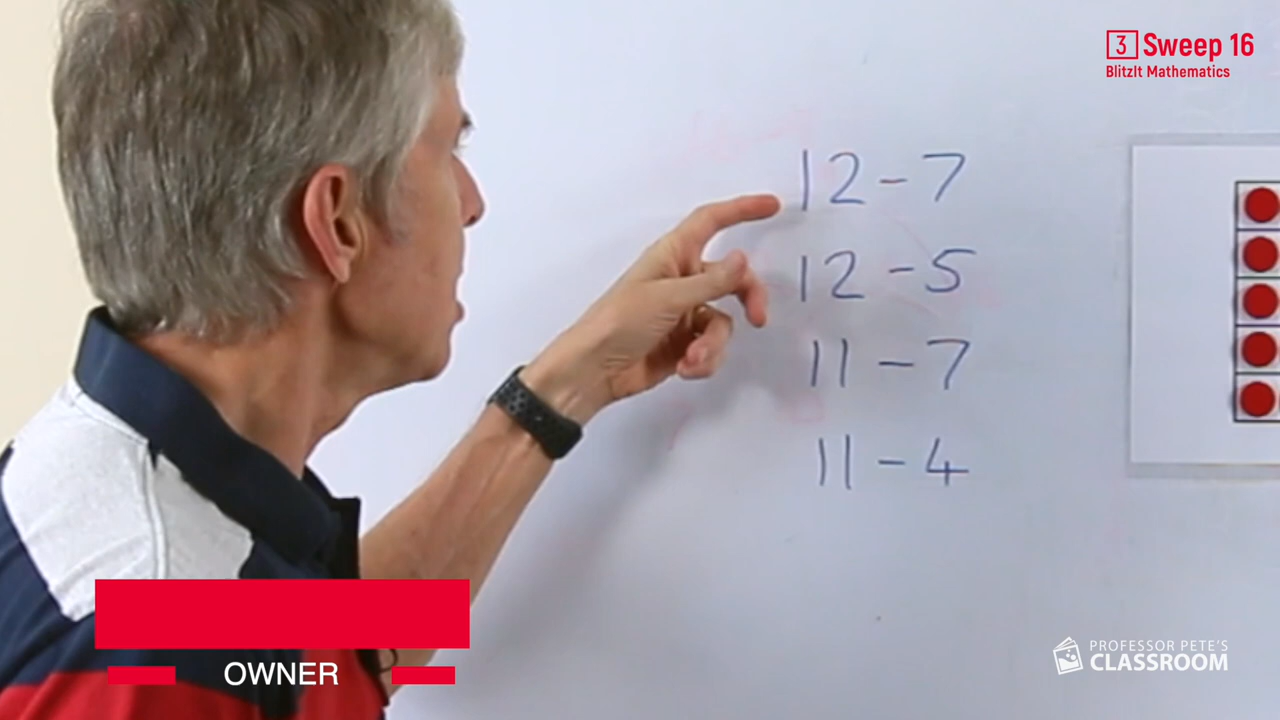 3 Sweep 16
BlitzIt Mathematics
12 - 7
12 - 5
11 - 7
11 - 4
OWNER
PROFESSOR PETE'S
CLASSROOM